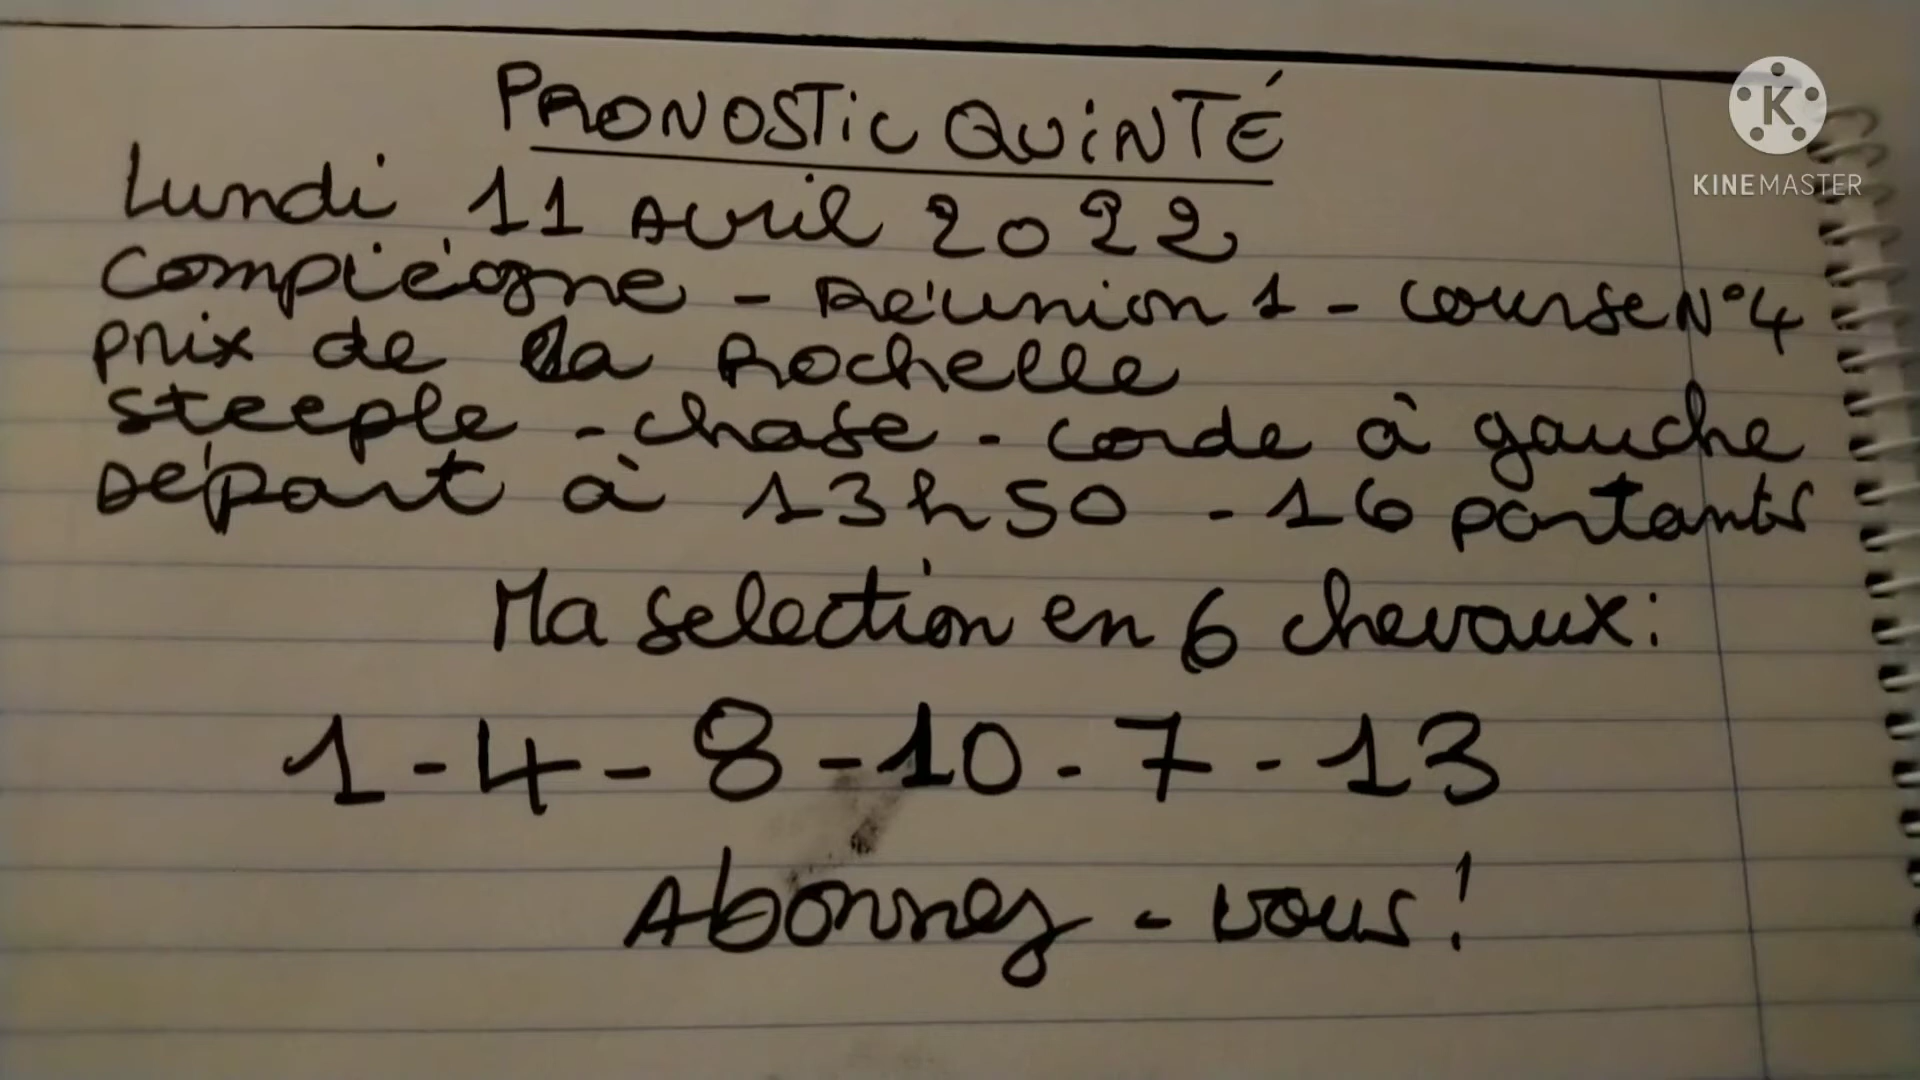 PRONOSTIC QUINTÉ
K
KINEMASTER
Lundi 11 Avril 2022
Compiéogne - Réunion 1 - course N°4
prix de La Rochelle
steeple - chase - corde à gauche
Départ à 13h50 - 16 partants
Ma selection en 6 chevaux :
1 - 4 - 8 - 10 - 7 - 13
Abonnez - vous !